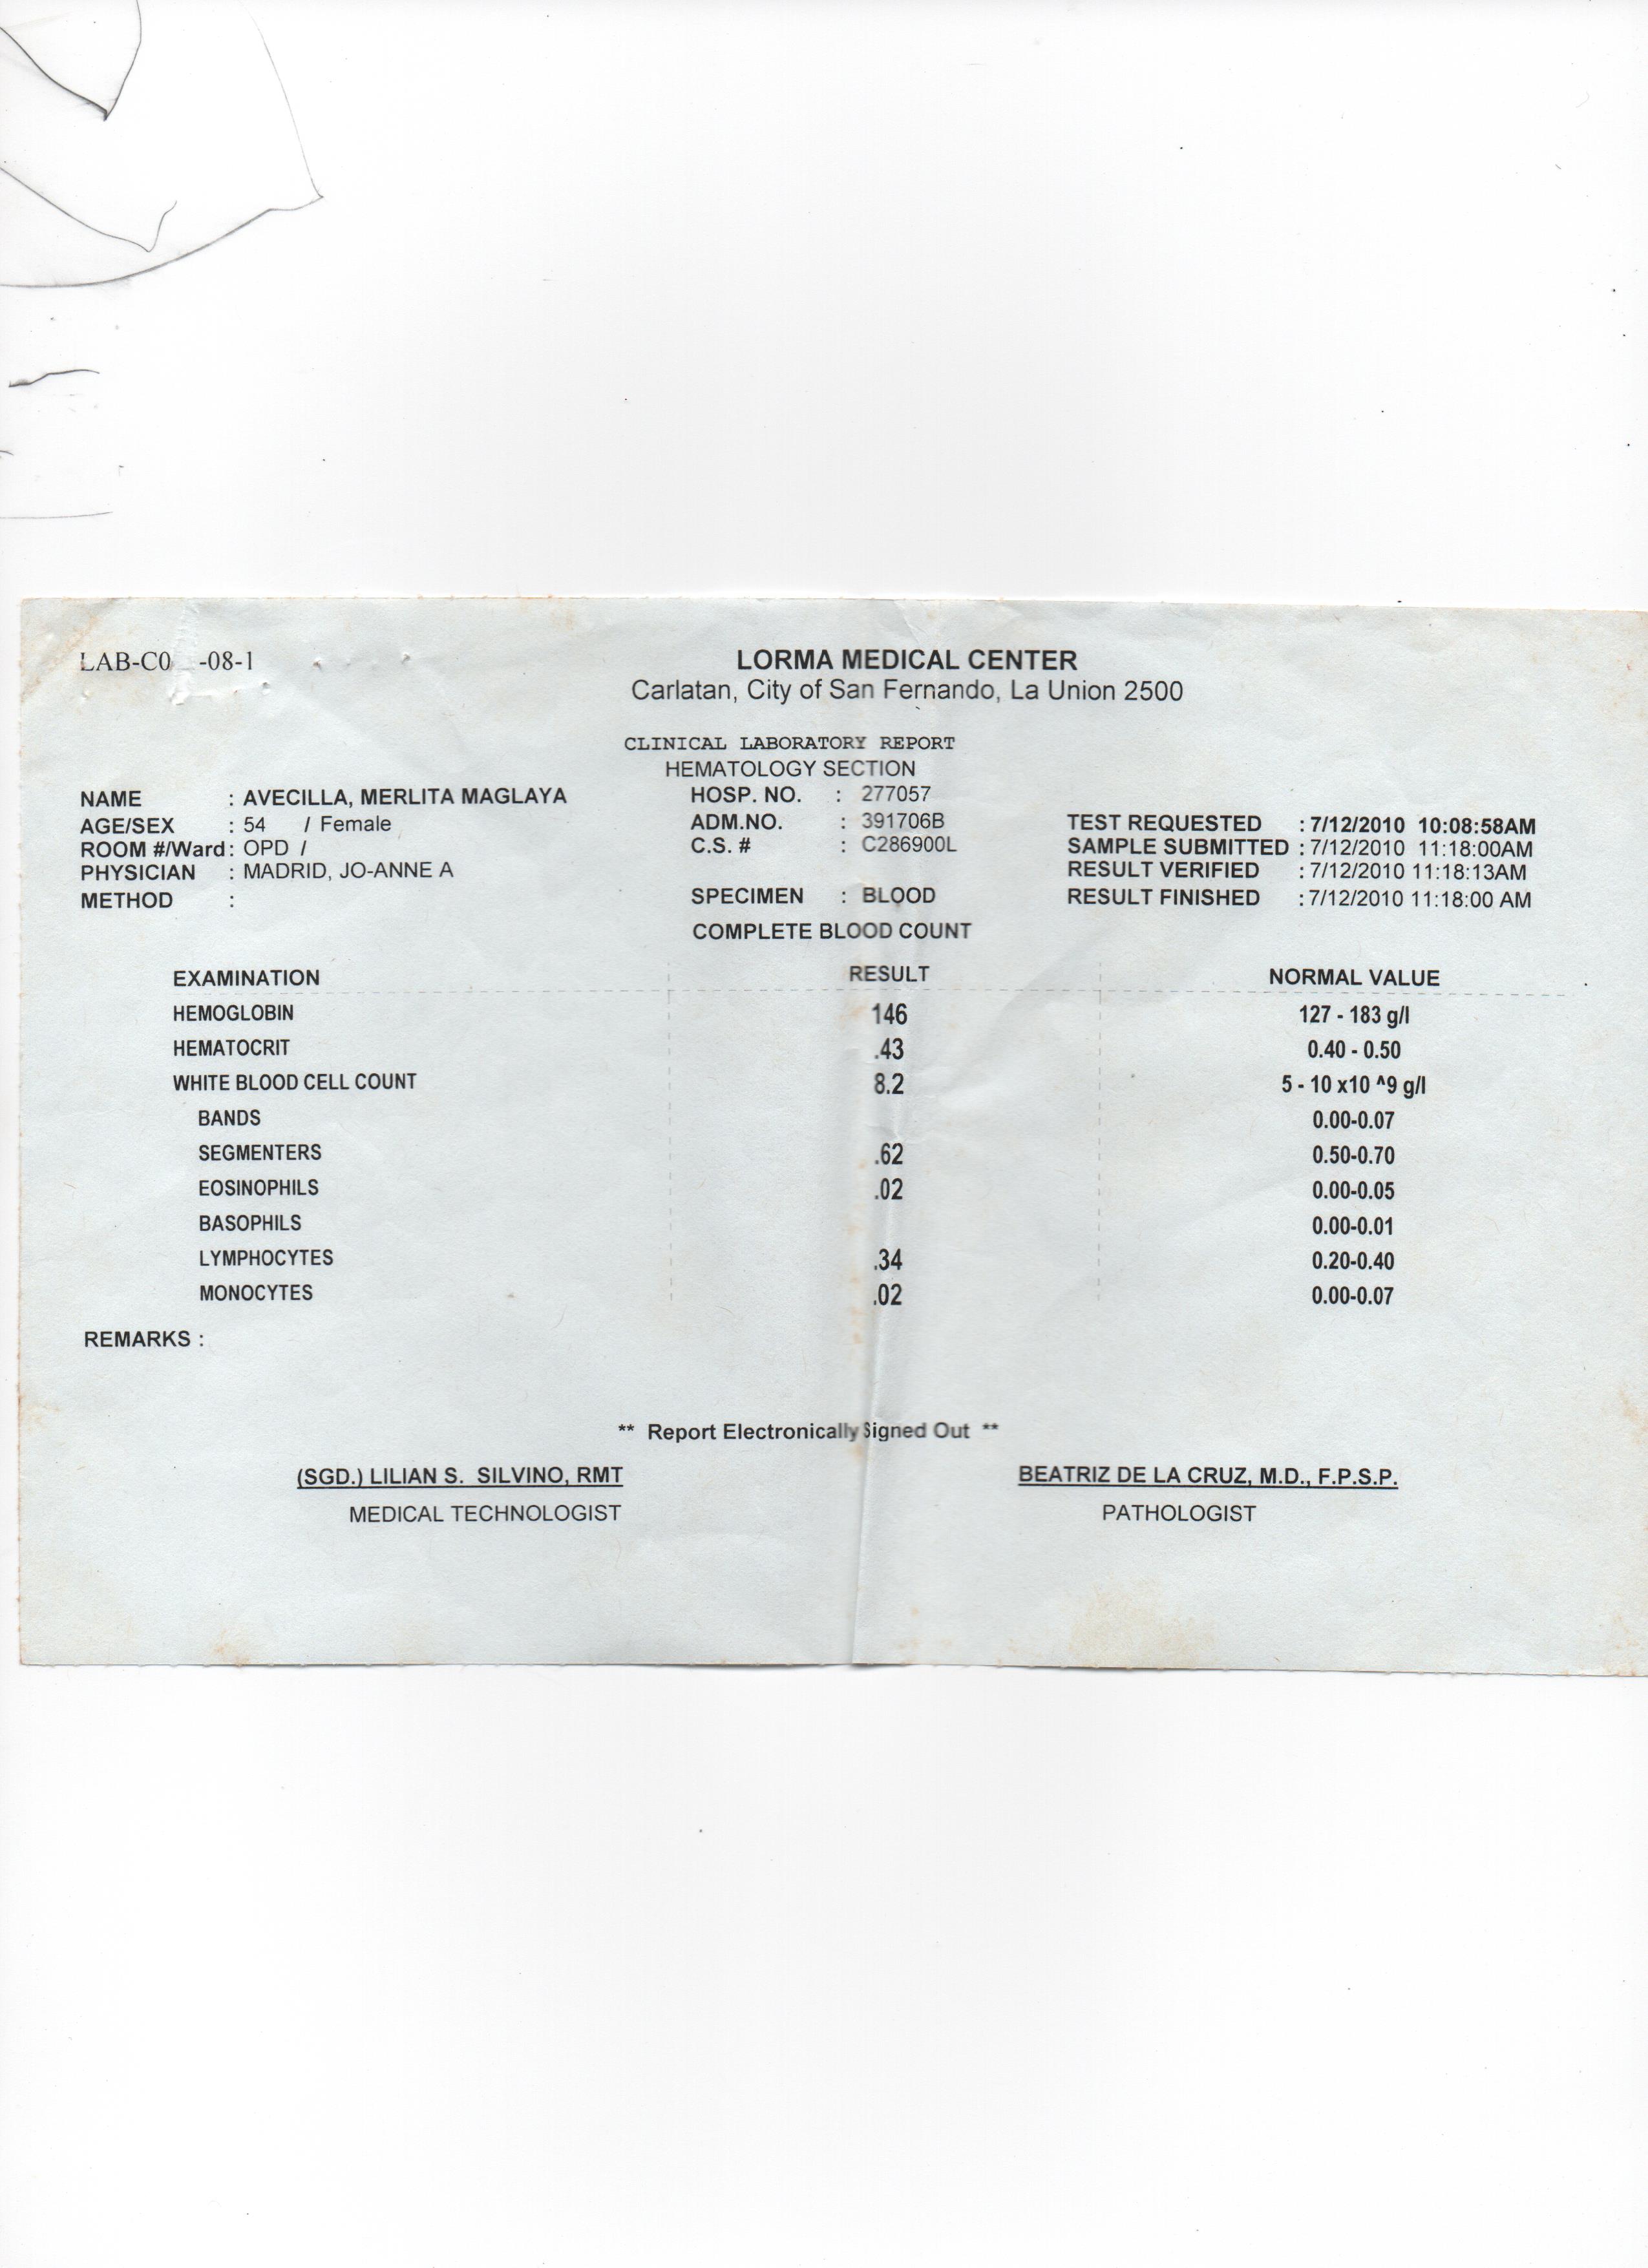 LAB-C0 -08-1
LORMA MEDICAL CENTER
Carlatan, City of San Fernando, La Union 2500
CLINICAL LABORATORY REPORT
HEMATOLOGY SECTION
NAME : AVECILLA, MERLITA MAGLAYA HOSP. NO. : 277057
AGE/SEX : 54 / Female ADM.NO. : 391706B TEST REQUESTED : 7/12/2010 10:08:58AM
ROOM #/Ward : OPD / C.S. # : C286900L SAMPLE SUBMITTED : 7/12/2010 11:18:00AM
PHYSICIAN : MADRID, JO-ANNE A RESULT VERIFIED : 7/12/2010 11:18:13AM
METHOD : SPECIMEN : BLOOD RESULT FINISHED : 7/12/2010 11:18:00 AM
COMPLETE BLOOD COUNT
EXAMINATION RESULT NORMAL VALUE
HEMOGLOBIN 146 127 - 183 g/l
HEMATOCRIT .43 0.40 - 0.50
WHITE BLOOD CELL COUNT 8.2 5 - 10 x10 ^9 g/l
BANDS 0.00-0.07
SEGMENTERS .62 0.50-0.70
EOSINOPHILS .02 0.00-0.05
BASOPHILS 0.00-0.01
LYMPHOCYTES .34 0.20-0.40
MONOCYTES .02 0.00-0.07
REMARKS :
** Report Electronically Signed Out **
(SGD.) LILIAN S. SILVINO, RMT BEATRIZ DE LA CRUZ, M.D., F.P.S.P.
MEDICAL TECHNOLOGIST PATHOLOGIST